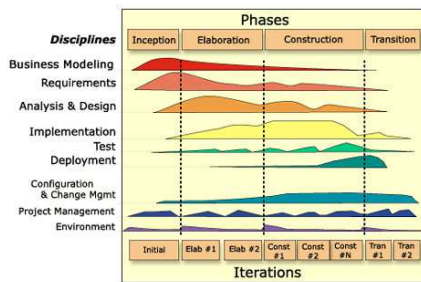 Phases
Disciplines
Inception
Elaboration
Construction
Transition
Business Modeling
Requirements
Analysis & Design
Implementation
Test
Deployment
Configuration
& Change Mgmt
Project Management
Environment
Initial
Elab #1
Elab #2
Const
#1
Const
#2
Const
#N
Tran
#1
Tran
#2
Iterations